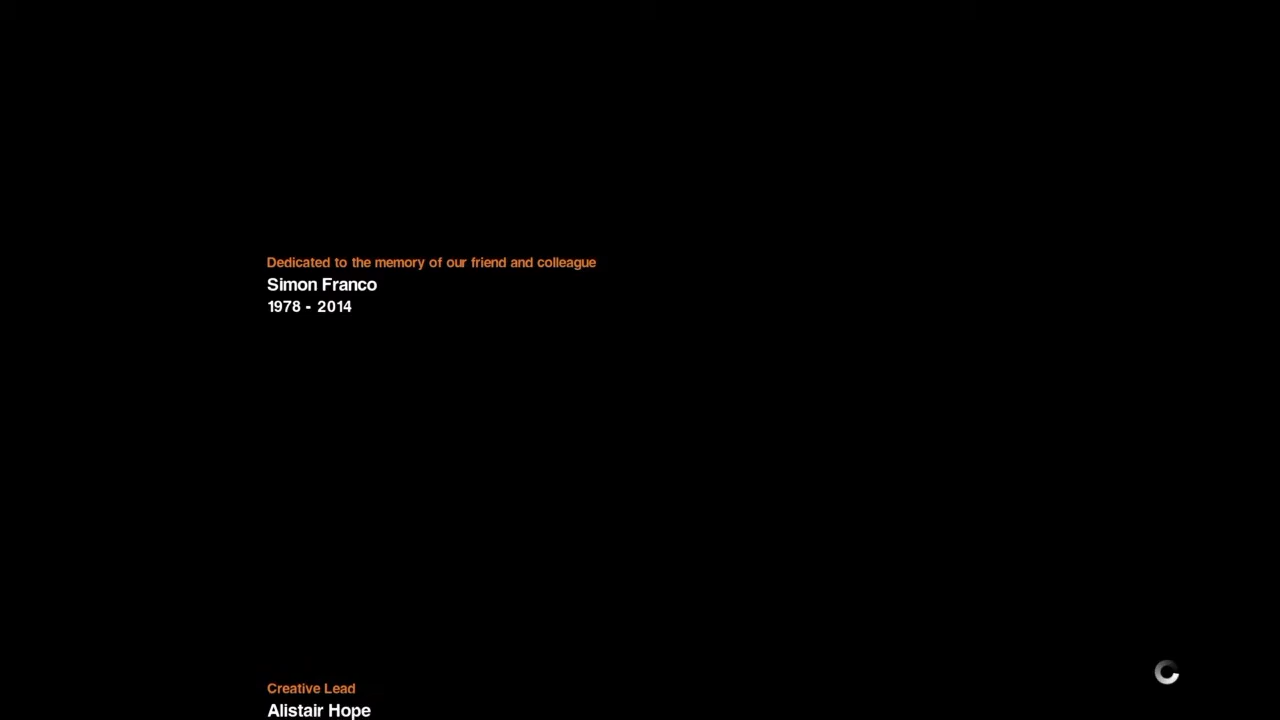 Dedicated to the memory of our friend and colleague
Simon Franco
1978 - 2014
Creative Lead
Alistair Hope